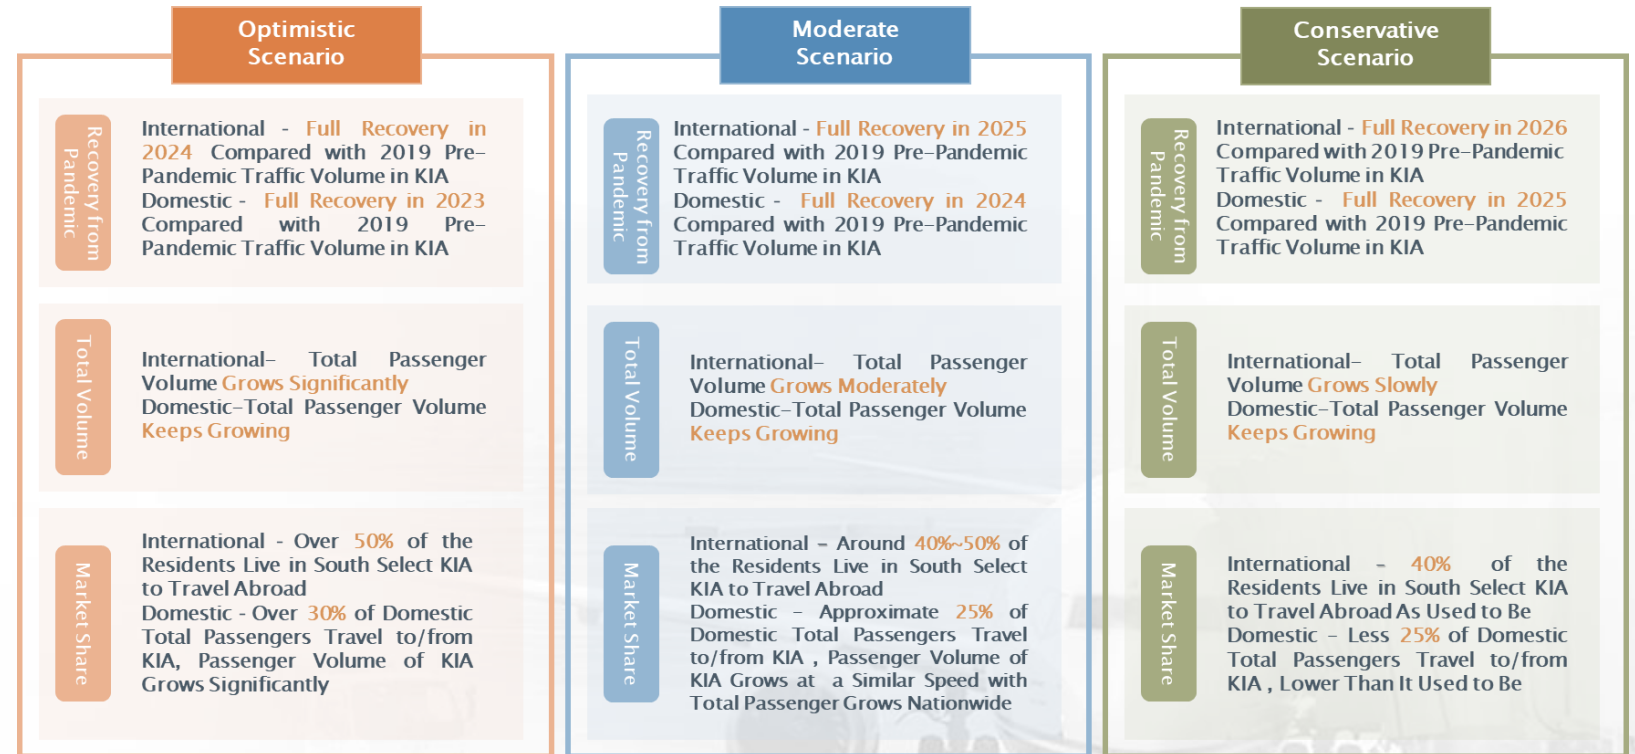 Optimistic
Scenario
Recovery from
Pandemic
International - Full Recovery in
2024 Compared with 2019 Pre-
Pandemic Traffic Volume in KIA
Domestic - Full Recovery in 2023
Compared with 2019 Pre-
Pandemic Traffic Volume in KIA
Total Volume
International- Total Passenger
Volume Grows Significantly
Domestic-Total Passenger Volume
Keeps Growing
Market Share
International - Over 50% of the
Residents Live in South Select KIA
to Travel Abroad
Domestic - Over 30% of Domestic
Total Passengers Travel to/from
KIA, Passenger Volume of KIA
Grows Significantly
Moderate
Scenario
Recovery from
Pandemic
International - Full Recovery in 2025
Compared with 2019 Pre-Pandemic
Traffic Volume in KIA
Domestic - Full Recovery in 2024
Compared with 2019 Pre-Pandemic
Traffic Volume in KIA
Total Volume
International- Total Passenger
Volume Grows Moderately
Domestic-Total Passenger Volume
Keeps Growing
Market Share
International – Around 40%~50% of
the Residents Live in South Select
KIA to Travel Abroad
Domestic – Approximate 25% of
Domestic Total Passengers Travel
to/from KIA , Passenger Volume of
KIA Grows at a Similar Speed with
Total Passenger Grows Nationwide
Conservative
Scenario
Recovery from
Pandemic
International - Full Recovery in 2026
Compared with 2019 Pre-Pandemic
Traffic Volume in KIA
Domestic - Full Recovery in 2025
Compared with 2019 Pre-Pandemic
Traffic Volume in KIA
Total Volume
International- Total Passenger
Volume Grows Slowly
Domestic-Total Passenger Volume
Keeps Growing
Market Share
International – 40% of the
Residents Live in South Select KIA
to Travel Abroad As Used to Be
Domestic – Less 25% of Domestic
Total Passengers Travel to/from
KIA , Lower Than It Used to Be